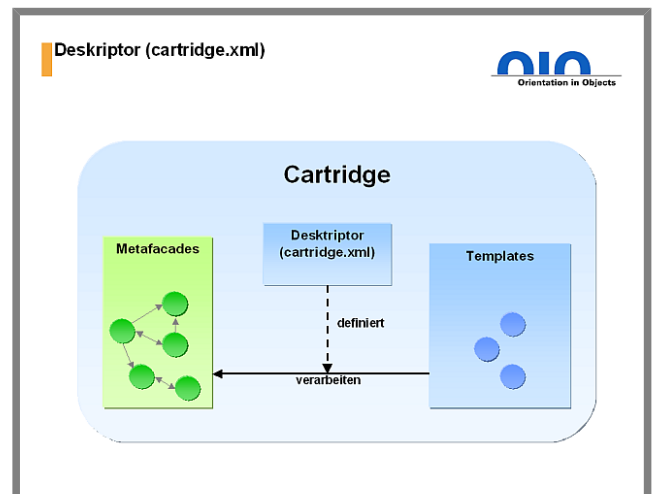 Deskriptor (cartridge.xml)
OIO
Orientation in Objects
Cartridge
Metafacades
Desktriptor
(cartridge.xml)
Templates
definiert
verarbeiten